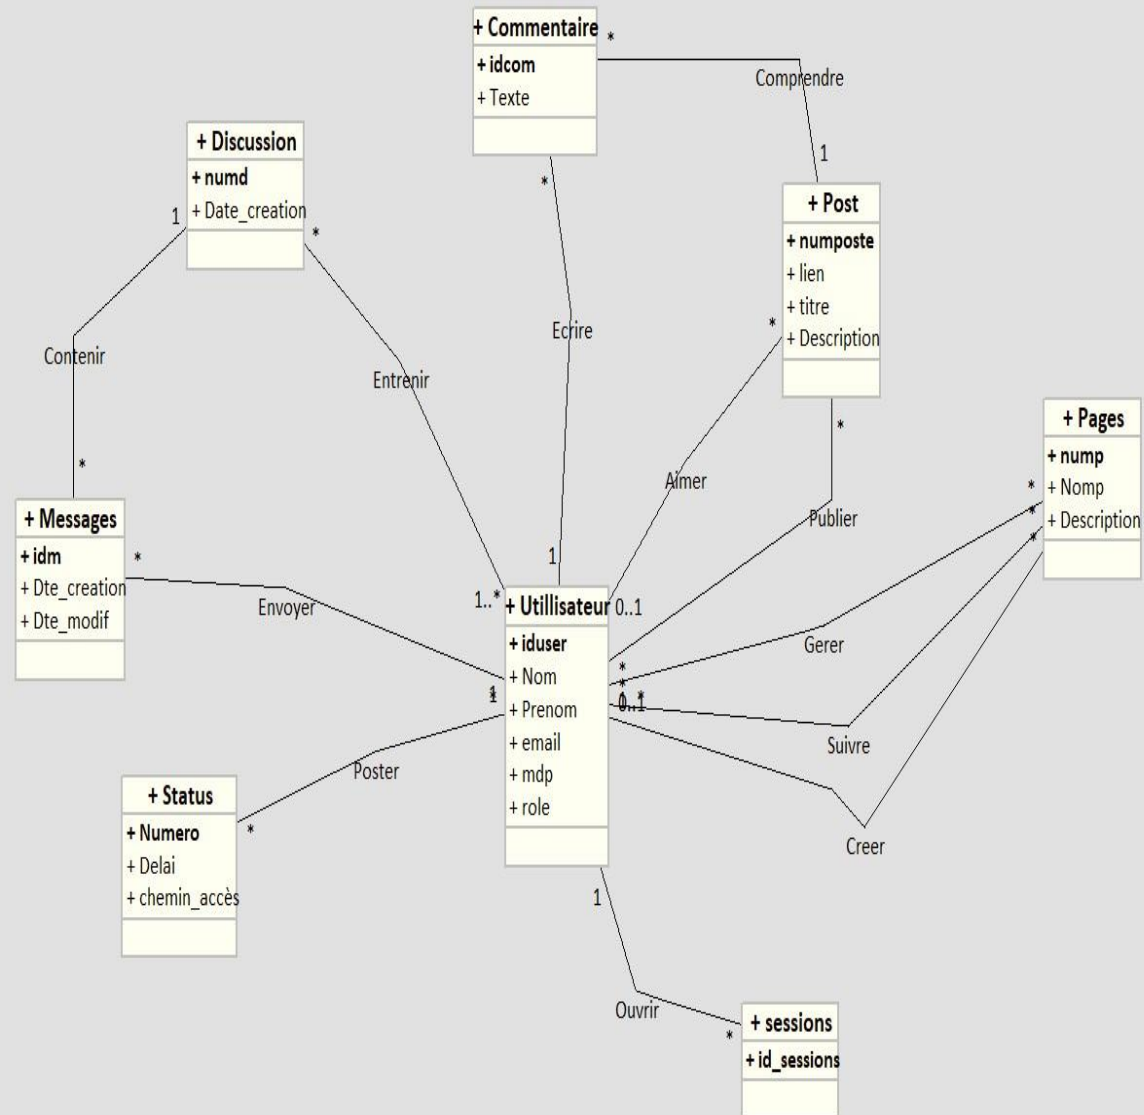 + Commentaire
*
+ idcom
+ Texte
Comprendre
*
1
+ Discussion
+ numd
+ Date_creation
1
*
+ Post
+ numposte
+ lien
+ titre
+ Description
*
*
Ecrire
Contenir
Entrenir
*
Aimer
Publier
+ Pages
+ nump
+ Nomp
+ Description
*
*
*
+ Messages
+ idm
+ Dte_creation
+ Dte_modif
*
Envoyer
1
1..*
0..1
+ Utillisateur
+ iduser
+ Nom
+ Prenom
+ email
+ mdp
+ role
*
*
Gerer
Suivre
Creer
Poster
+ Status
+ Numero
+ Delai
+ chemin_accès
*
1
Ouvrir
*
+ sessions
+ id_sessions